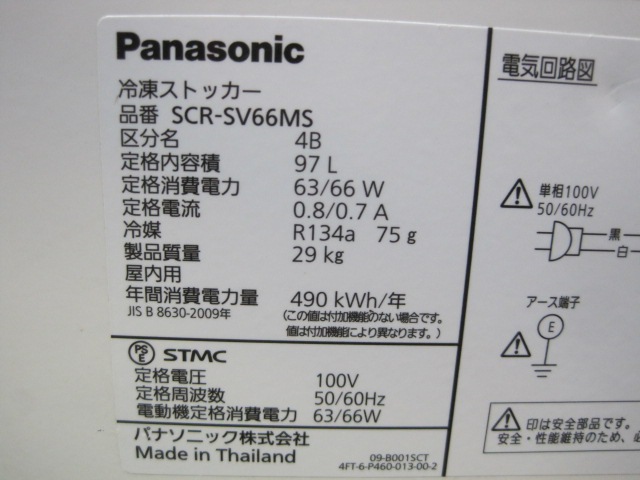 Panasonic
冷凍ストッカー
品番 SCR-SV66MS
区分名 4B
定格内容積 97 L
定格消費電力 63/66 W
定格電流 0.8/0.7 A
冷媒 R134a 75 g
製品質量 29 kg
屋内用
年間消費電力量 490 kWh/年
JIS B 8630-2009年 (この値は付加機能のない場合です。
値は付加機能により異なります。)
PSE STMC
定格電圧 100V
定格周波数 50/60Hz
電動機定格消費電力 63/66W
パナソニック株式会社
Made in Thailand
09-B001SCT
4FT-6-P460-013-00-2
電気回路図
単相100V
50/60Hz
黒
白
アース端子
E
印は安全部品です。
安全・性能維持のため、必